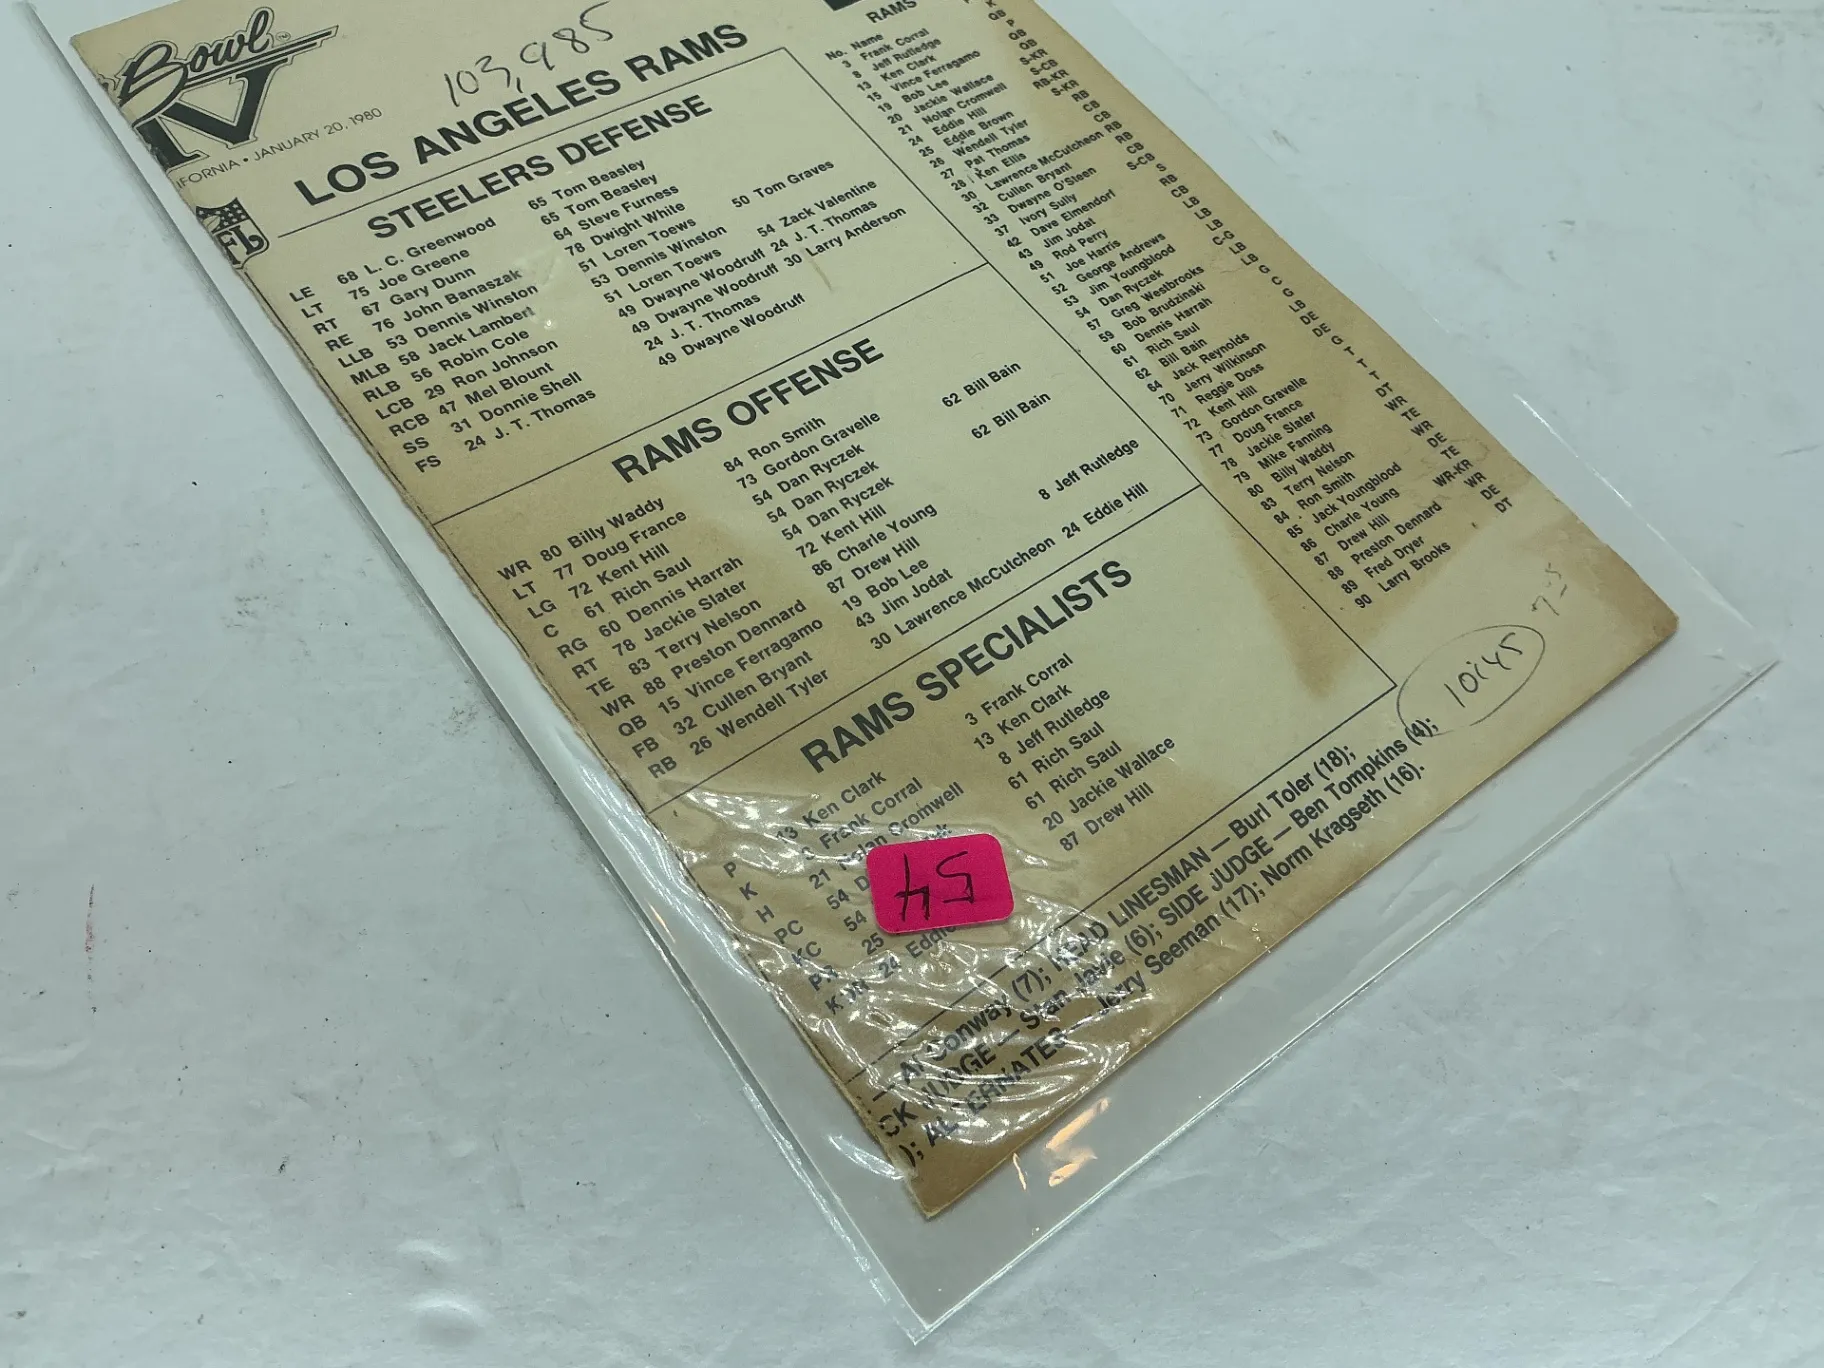 Bowl
103,985
IFORNIA • JANUARY 20, 1980
LOS ANGELES RAMS
STEELERS DEFENSE
LE 68 L. C. Greenwood 65 Tom Beasley
LT 75 Joe Greene 65 Tom Beasley
RT 67 Gary Dunn 64 Steve Furness
RE 76 John Banaszak 78 Dwight White
LLB 53 Dennis Winston 51 Loren Toews 50 Tom Graves
MLB 58 Jack Lambert 53 Dennis Winston
RLB 56 Robin Cole 51 Loren Toews 54 Zack Valentine
LCB 29 Ron Johnson 49 Dwayne Woodruff 24 J. T. Thomas
RCB 47 Mel Blount 49 Dwayne Woodruff 30 Larry Anderson
SS 31 Donnie Shell 24 J. T. Thomas
FS 24 J. T. Thomas 49 Dwayne Woodruff
RAMS OFFENSE
WR 80 Billy Waddy 84 Ron Smith
LT 77 Doug France 73 Gordon Gravelle
LG 72 Kent Hill 54 Dan Ryczek 62 Bill Bain
C 61 Rich Saul 54 Dan Ryczek
RG 60 Dennis Harrah 54 Dan Ryczek 62 Bill Bain
RT 78 Jackie Slater 72 Kent Hill
TE 83 Terry Nelson 86 Charle Young
WR 88 Preston Dennard 87 Drew Hill
QB 15 Vince Ferragamo 19 Bob Lee 8 Jeff Rutledge
FB 32 Cullen Bryant 43 Jim Jodat
RB 26 Wendell Tyler 30 Lawrence McCutcheon 24 Eddie Hill
RAMS SPECIALISTS
P 13 Ken Clark 3 Frank Corral
K 3 Frank Corral 13 Ken Clark
H 21 Nolan Cromwell 8 Jeff Rutledge
PC 54 D 61 Rich Saul
KC 54 61 Rich Saul
PR 25 20 Jackie Wallace
K 24 Eddie 87 Drew Hill
54
RAMS
No. Name
3 Frank Corral K
8 Jeff Rutledge QB
13 Ken Clark P
15 Vince Ferragamo QB
19 Bob Lee QB
20 Jackie Wallace S-KR
21 Nolan Cromwell S-CB
24 Eddie Hill RB-KR
25 Eddie Brown S-KR
26 Wendell Tyler RB
27 Pat Thomas CB
28 Ken Ellis CB
30 Lawrence McCutcheon RB
32 Cullen Bryant RB
33 Dwayne O'Steen CB
37 Ivory Sully S-CB
42 Dave Elmendorf S
43 Jim Jodat RB
49 Rod Perry CB
51 Joe Harris LB
52 George Andrews LB
53 Jim Youngblood LB
54 Dan Ryczek C-G
57 Greg Westbrooks LB
59 Bob Brudzinski LB
60 Dennis Harrah G
61 Rich Saul C
62 Bill Bain G
64 Jack Reynolds LB
70 Jerry Wilkinson DE
71 Reggie Doss DE
72 Kent Hill G
73 Gordon Gravelle T
77 Doug France T
78 Jackie Slater T
79 Mike Fanning DT
80 Billy Waddy WR
83 Terry Nelson TE
84 Ron Smith WR
85 Jack Youngblood DE
86 Charle Young TE
87 Drew Hill WR-KR
88 Preston Dennard WR
89 Fred Dryer DE
90 Larry Brooks DT
7-5
10:45
Conway (7); HEAD LINESMAN — Burl Toler (18);
CK JUDGE — Stan Javie (6); SIDE JUDGE — Ben Tompkins (4);
); ALTERNATES — Jerry Seeman (17); Norm Kragseth (16).